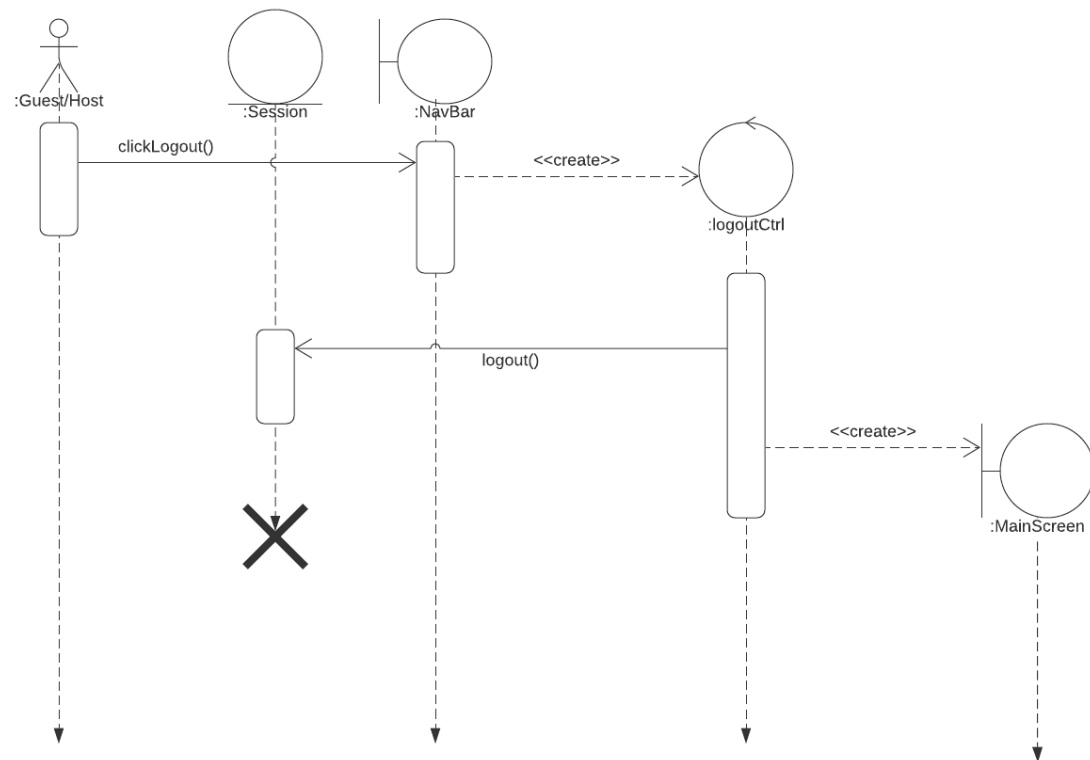 :Guest/Host
:Session
:NavBar
clickLogout()
<<create>>
:logoutCtrl
logout()
<<create>>
:MainScreen